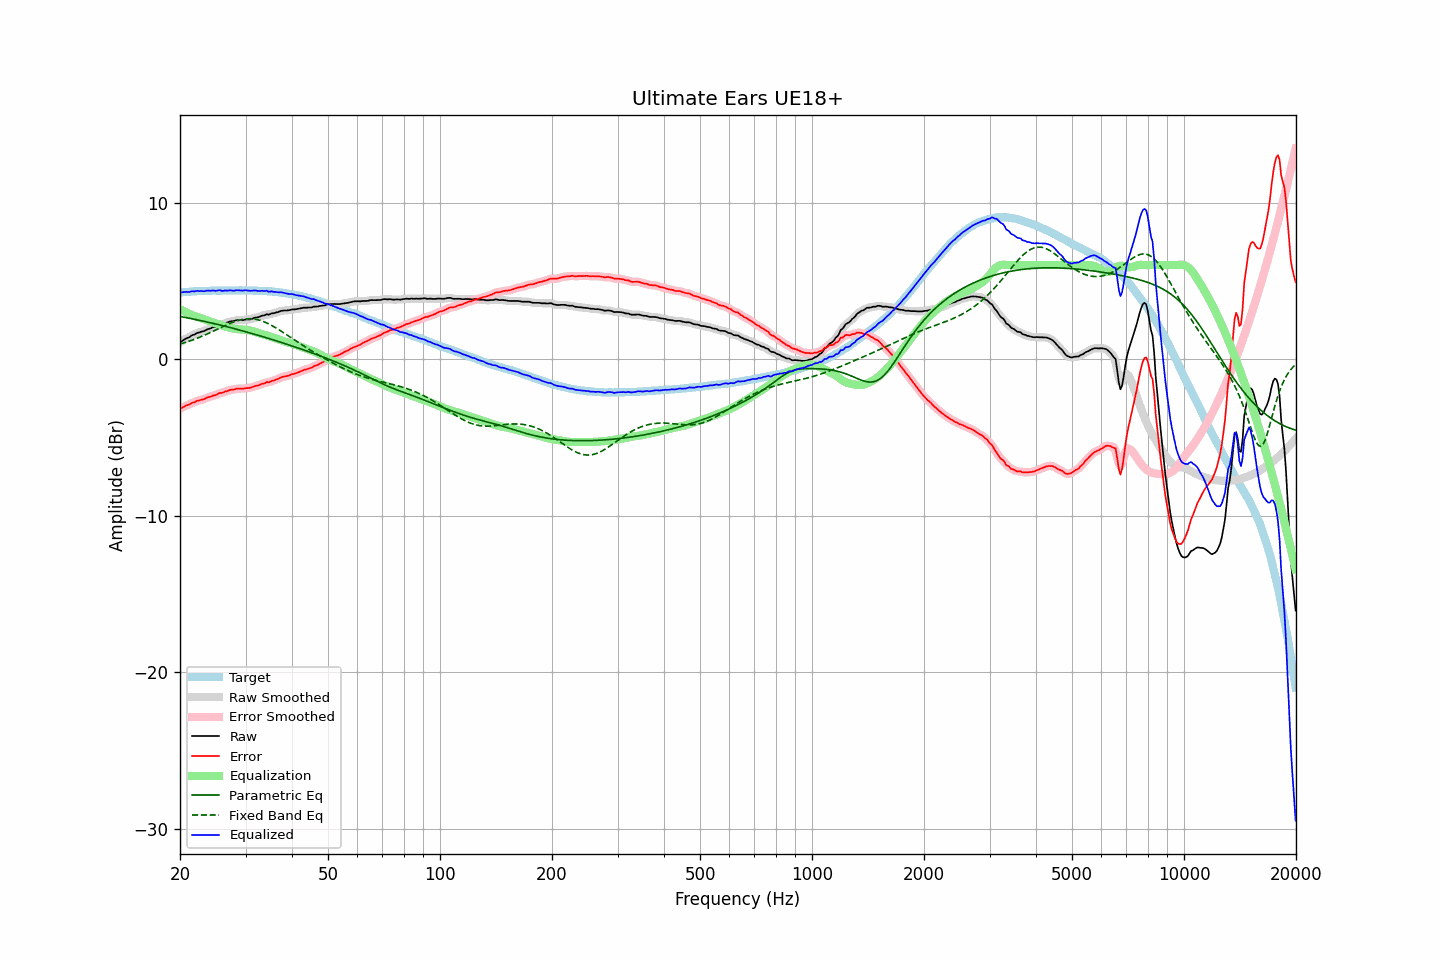 Ultimate Ears UE18+
Amplitude (dBr)
10
0
−10
−20
−30
Target
Raw Smoothed
Error Smoothed
Raw
Error
Equalization
Parametric Eq
Fixed Band Eq
Equalized
20 50 100 200 500 1000 2000 5000 10000 20000
Frequency (Hz)